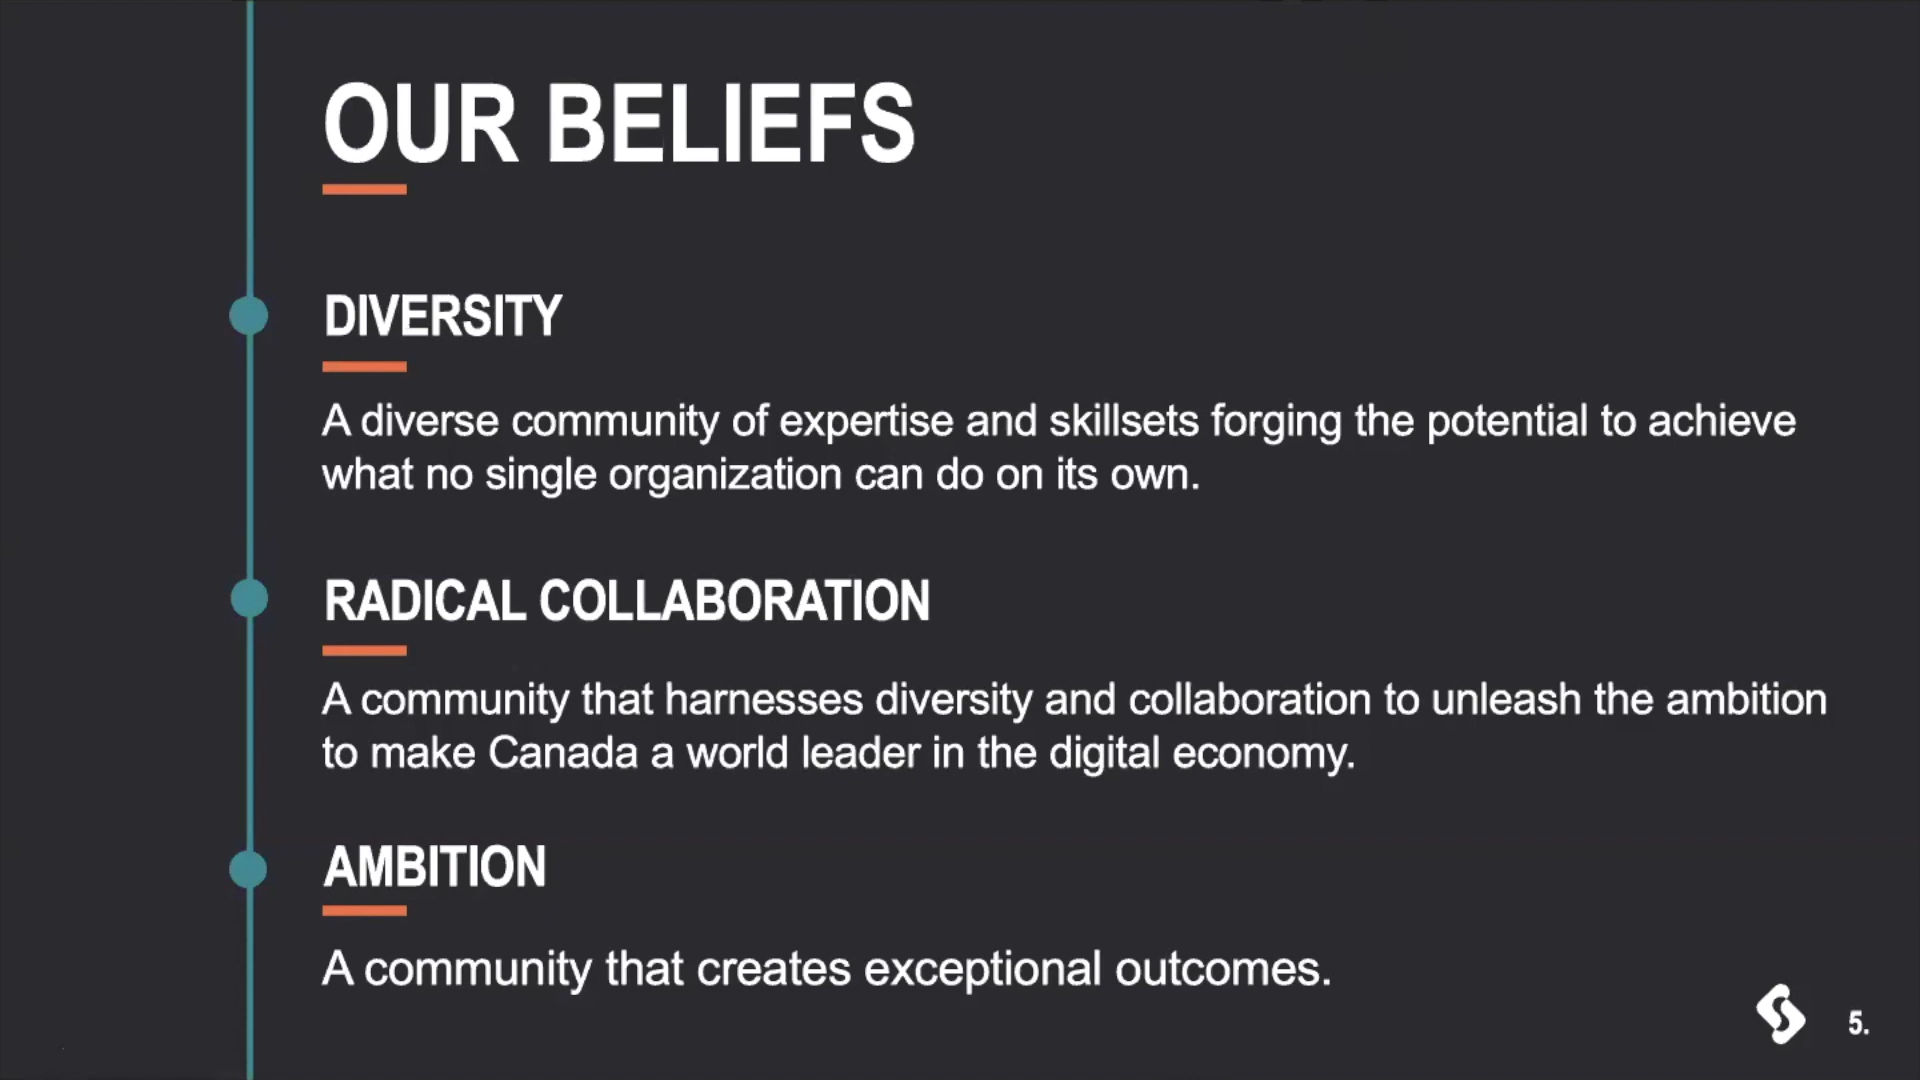 OUR BELIEFS
DIVERSITY
A diverse community of expertise and skillsets forging the potential to achieve
what no single organization can do on its own.
RADICAL COLLABORATION
A community that harnesses diversity and collaboration to unleash the ambition
to make Canada a world leader in the digital economy.
AMBITION
A community that creates exceptional outcomes.
5.